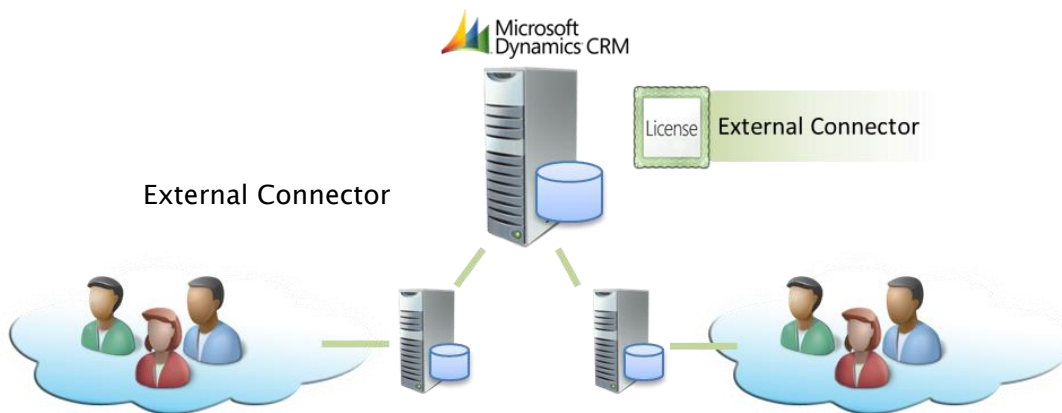 Microsoft
Dynamics CRM
License
External Connector
External Connector